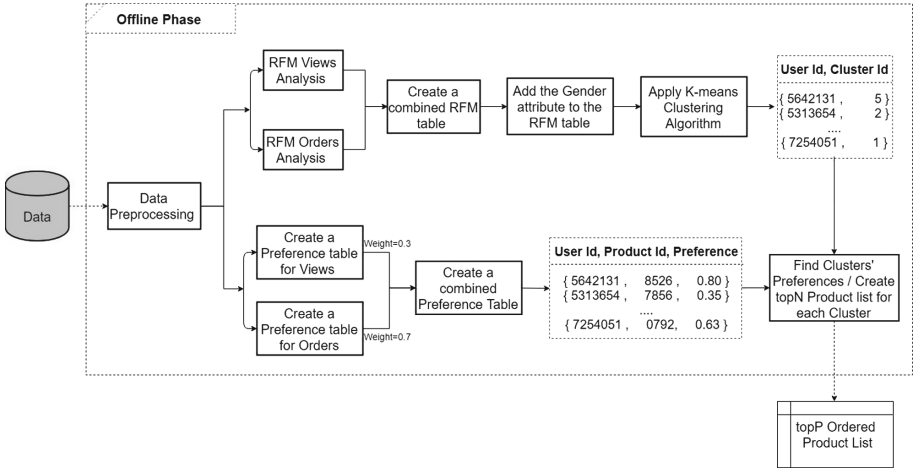 Offline Phase
RFM Views
Analysis
RFM Orders
Analysis
Create a
combined RFM
table
Add the Gender
attribute to the
RFM table
Apply K-means
Clustering
Algorithm
User Id, Cluster Id
{ 5642131 , 5 }
{ 5313654 , 2 }
....
{ 7254051 , 1 }
Data
Data
Preprocessing
Create a
Preference table
for Views
Weight=0.3
Create a
Preference table
for Orders
Weight=0.7
Create a
combined
Preference Table
User Id, Product Id, Preference
{ 5642131 , 8526 , 0.80 }
{ 5313654 , 7856 , 0.35 }
....
{ 7254051 , 0792, 0.63 }
Find Clusters'
Preferences / Create
topN Product list for
each Cluster
topP Ordered
Product List